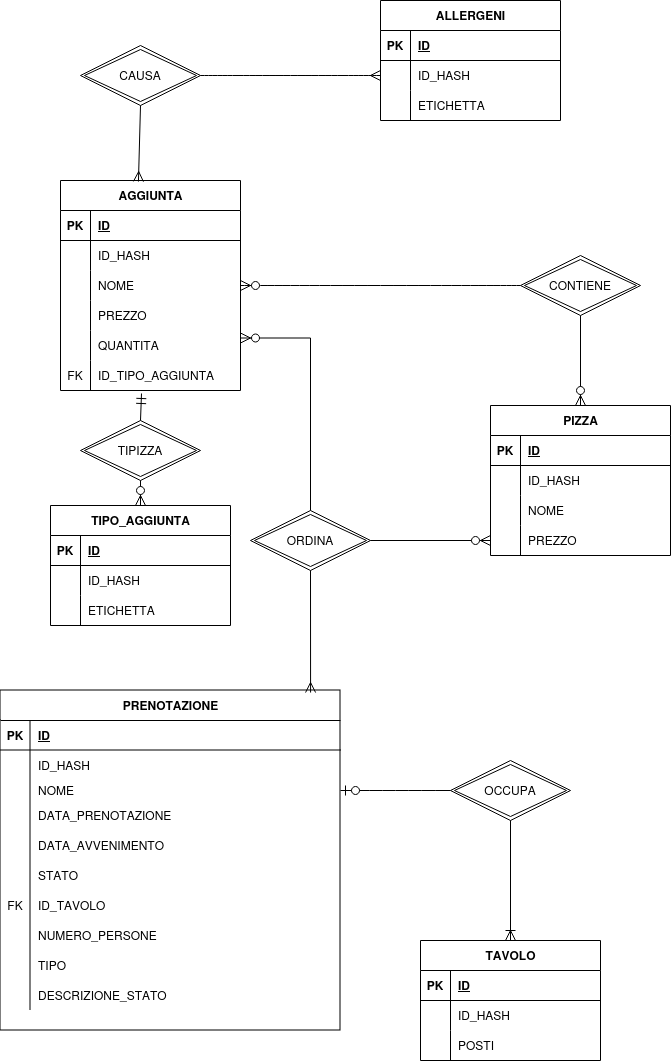 ALLERGENI
PK ID
CAUSA
ID_HASH
ETICHETTA
AGGIUNTA
PK ID
ID_HASH
NOME
PREZZO
QUANTITA
FK ID_TIPO_AGGIUNTA
CONTIENE
TIPIZZA
PIZZA
PK ID
ID_HASH
NOME
PREZZO
TIPO_AGGIUNTA
PK ID
ID_HASH
ETICHETTA
ORDINA
PRENOTAZIONE
PK ID
ID_HASH
NOME
DATA_PRENOTAZIONE
DATA_AVVENIMENTO
STATO
FK ID_TAVOLO
NUMERO_PERSONE
TIPO
DESCRIZIONE_STATO
OCCUPA
TAVOLO
PK ID
ID_HASH
POSTI